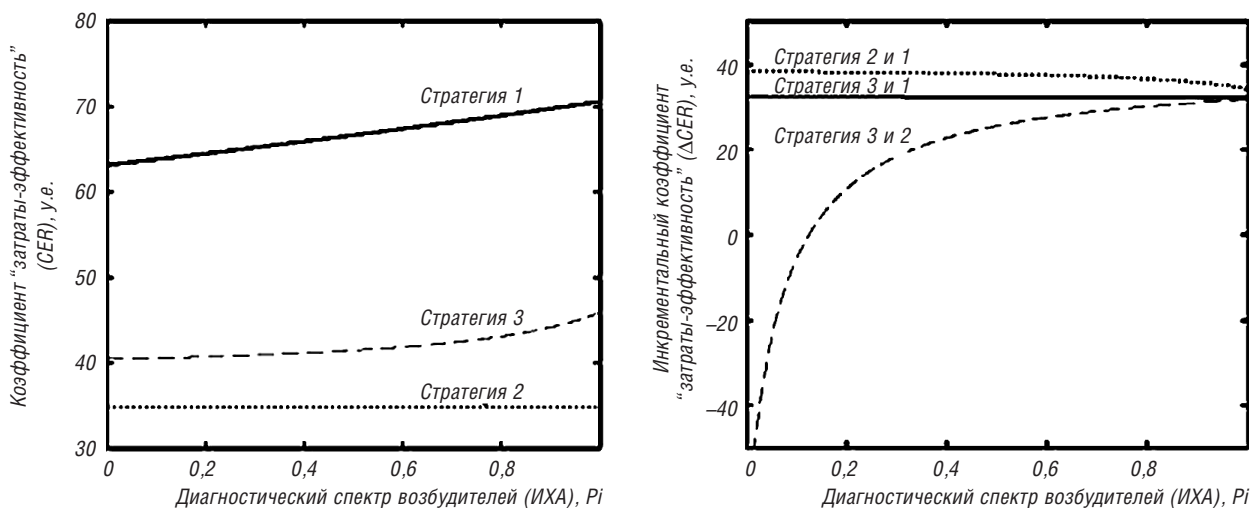 Коэффициент “затраты-эффективность”
(CER), у.е.
80
70
60
50
40
30
Стратегия 1
Стратегия 3
Стратегия 2
0
0,2
0,4
0,6
0,8
Диагностический спектр возбудителей (ИХА), Pi
Инкрементальный коэффициент
“затраты-эффективность” (ΔCER), у.е.
40
20
0
–20
–40
Стратегия 2 и 1
Стратегия 3 и 1
Стратегия 3 и 2
0
0,2
0,4
0,6
0,8
Диагностический спектр возбудителей (ИХА), Pi